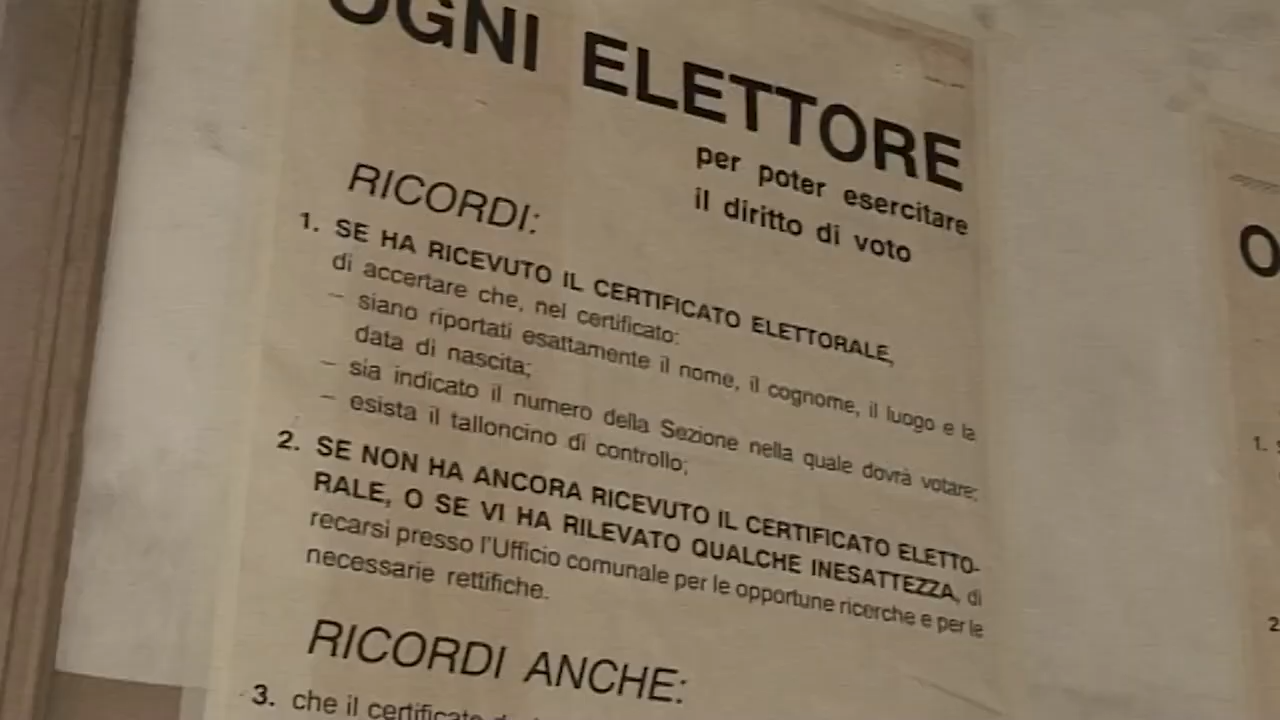 OGNI ELETTORE
per poter esercitare
il diritto di voto
RICORDI:
1. SE HA RICEVUTO IL CERTIFICATO ELETTORALE,
di accertare che, nel certificato:
– siano riportati esattamente il nome, il cognome, il luogo e la
data di nascita;
– sia indicato il numero della Sezione nella quale dovrà votare;
– esista il talloncino di controllo;
2. SE NON HA ANCORA RICEVUTO IL CERTIFICATO ELETTO-
RALE, O SE VI HA RILEVATO QUALCHE INESATTEZZA, di
recarsi presso l'Ufficio comunale per le opportune ricerche e per le
necessarie rettifiche.
RICORDI ANCHE:
3. che il certificato
O
1.
2